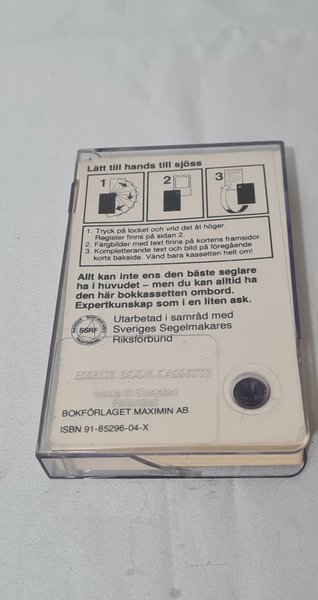 Lätt till hands till sjöss
1 2 3
1. Tryck på locket och vrid det åt höger.
Register finns på sidan 2.
2. Färgbilder med text finns på kortens framsidor.
3. Kompletterande text och bild på föregående
korts baksida. Vänd bara kassetten helt om!
Allt kan inte ens den bäste seglare
ha i huvudet – men du kan alltid ha
den här bokkassetten ombord.
Expertkunskap som i en liten ask.
SSRF
Utarbetad i samråd med
Sveriges Segelmakares
Riksförbund
ESSELTE BOOK CASSETTE
Made in Sweden
BOKFÖRLAGET MAXIMIN AB
ISBN 91-85296-04-X